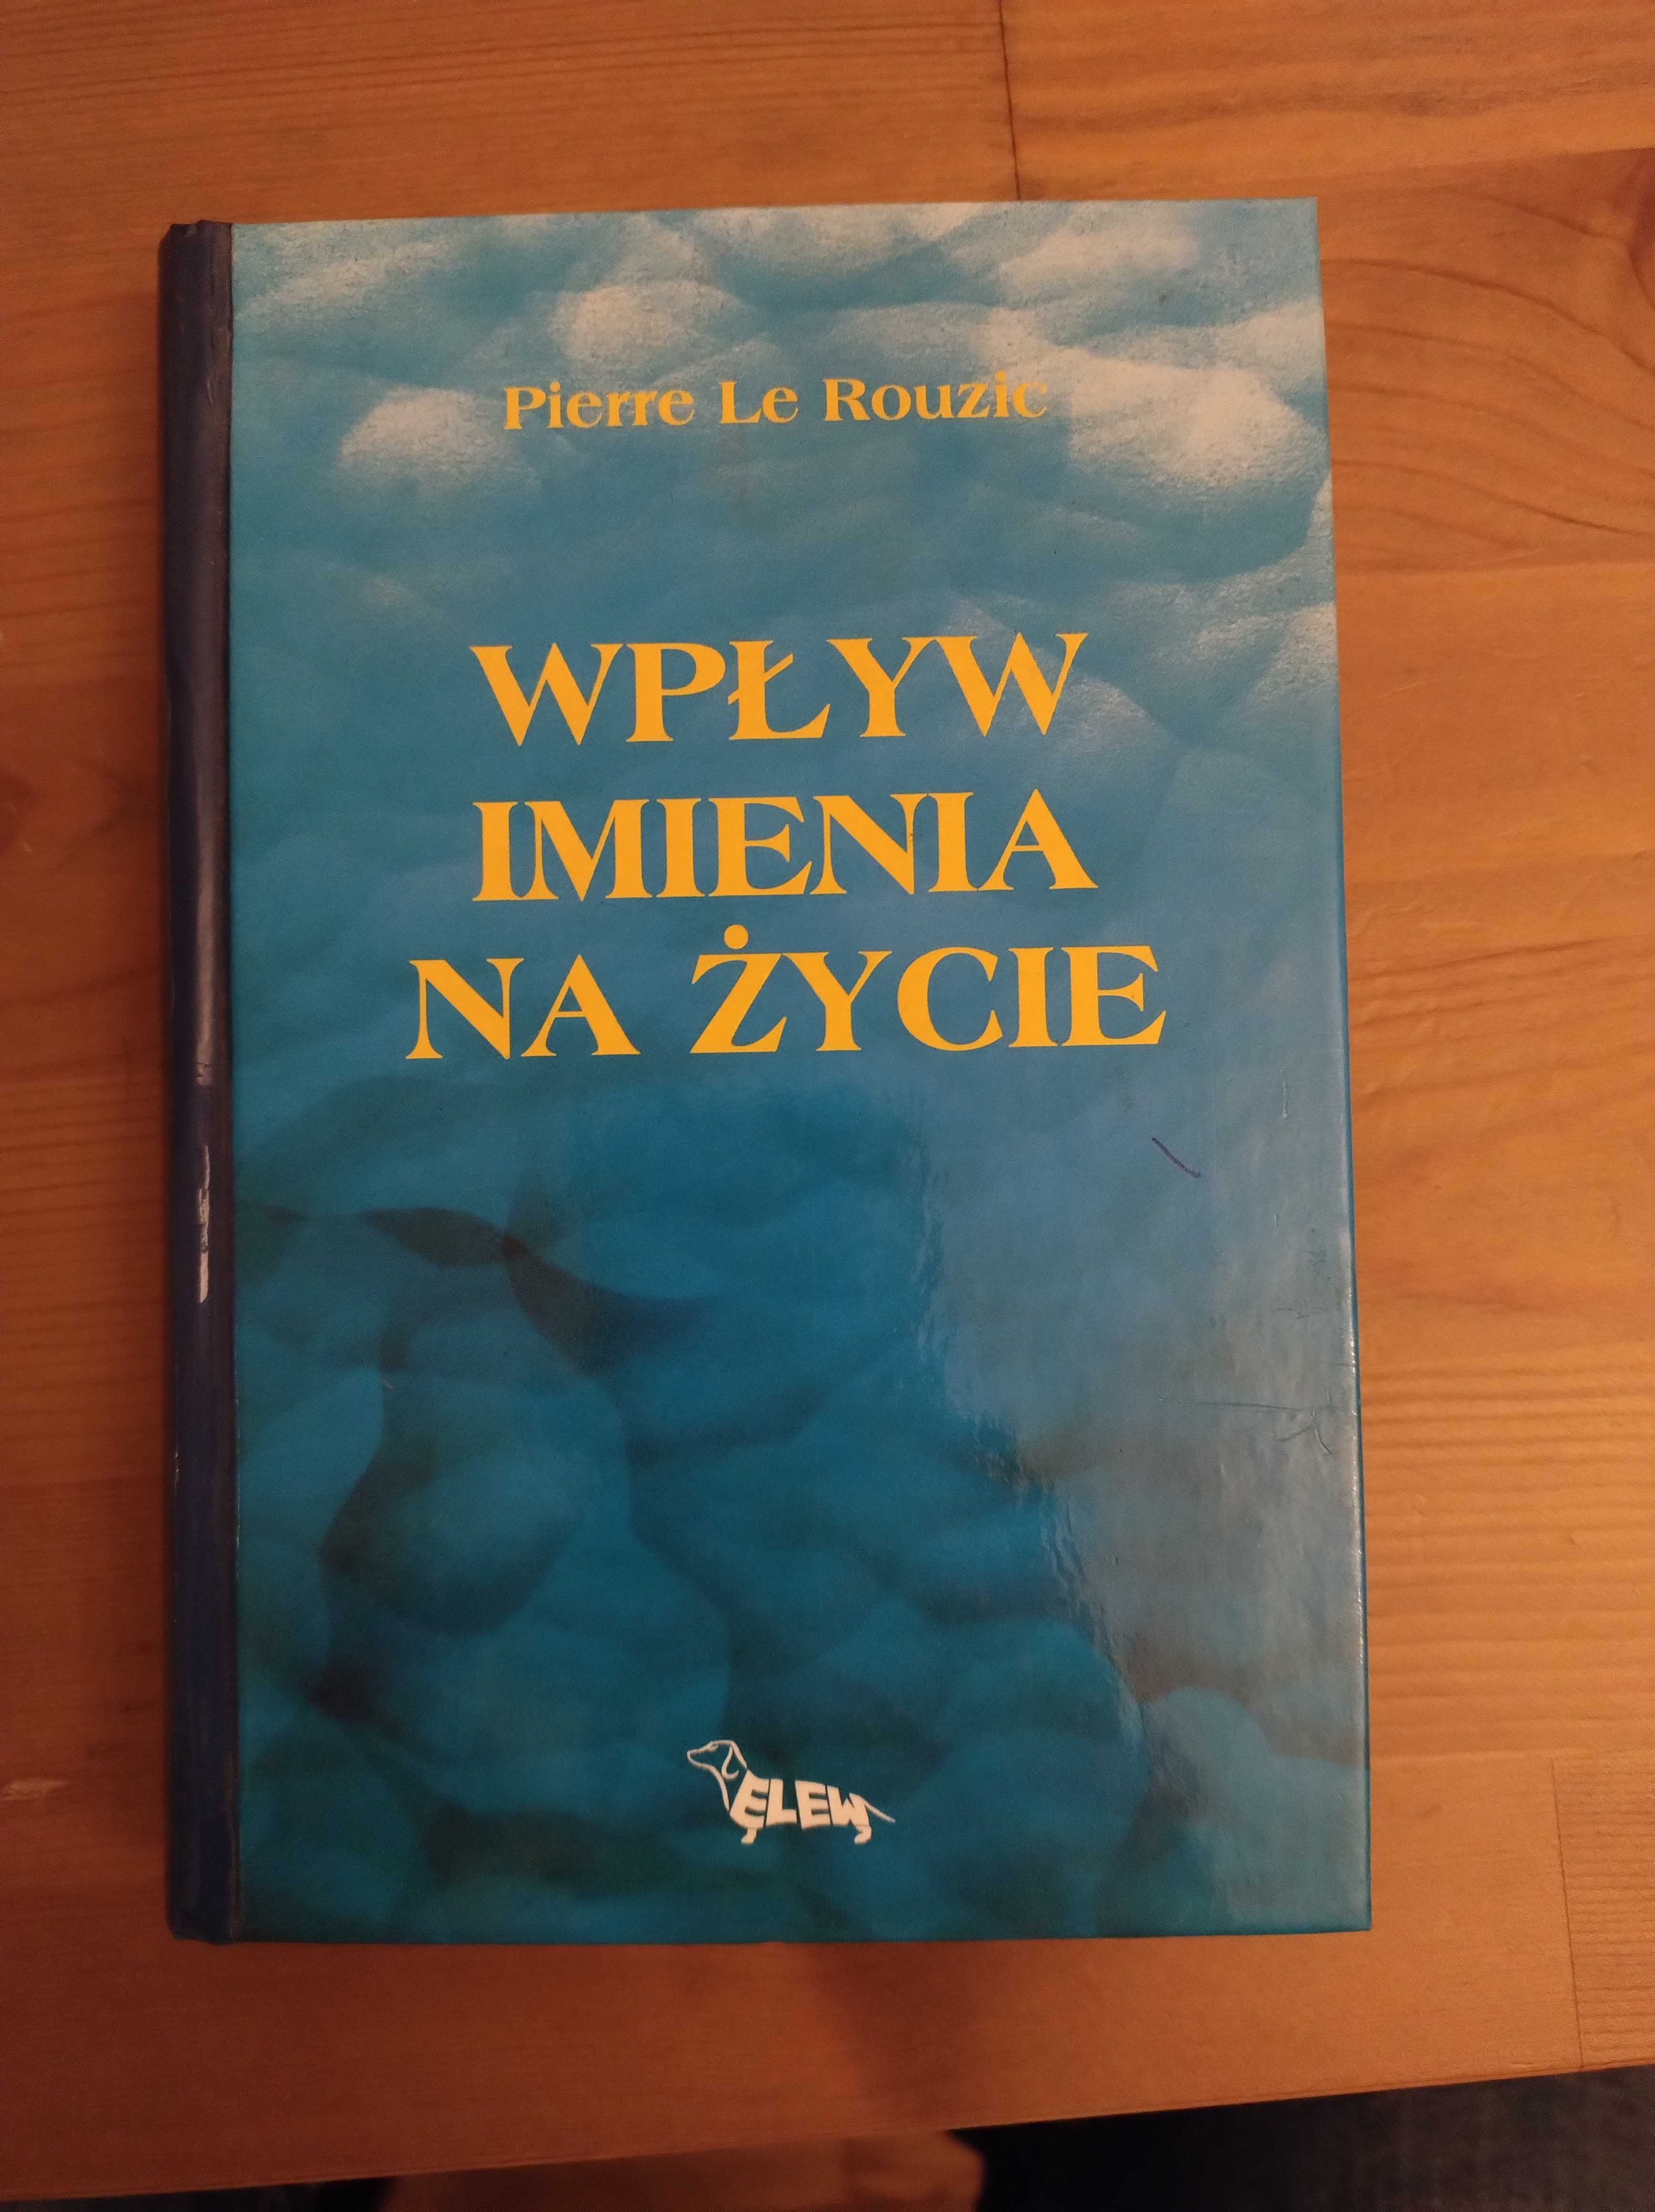 Pierre Le Rouzic
WPŁYW
IMIENIA
NA ŻYCIE
ELEW